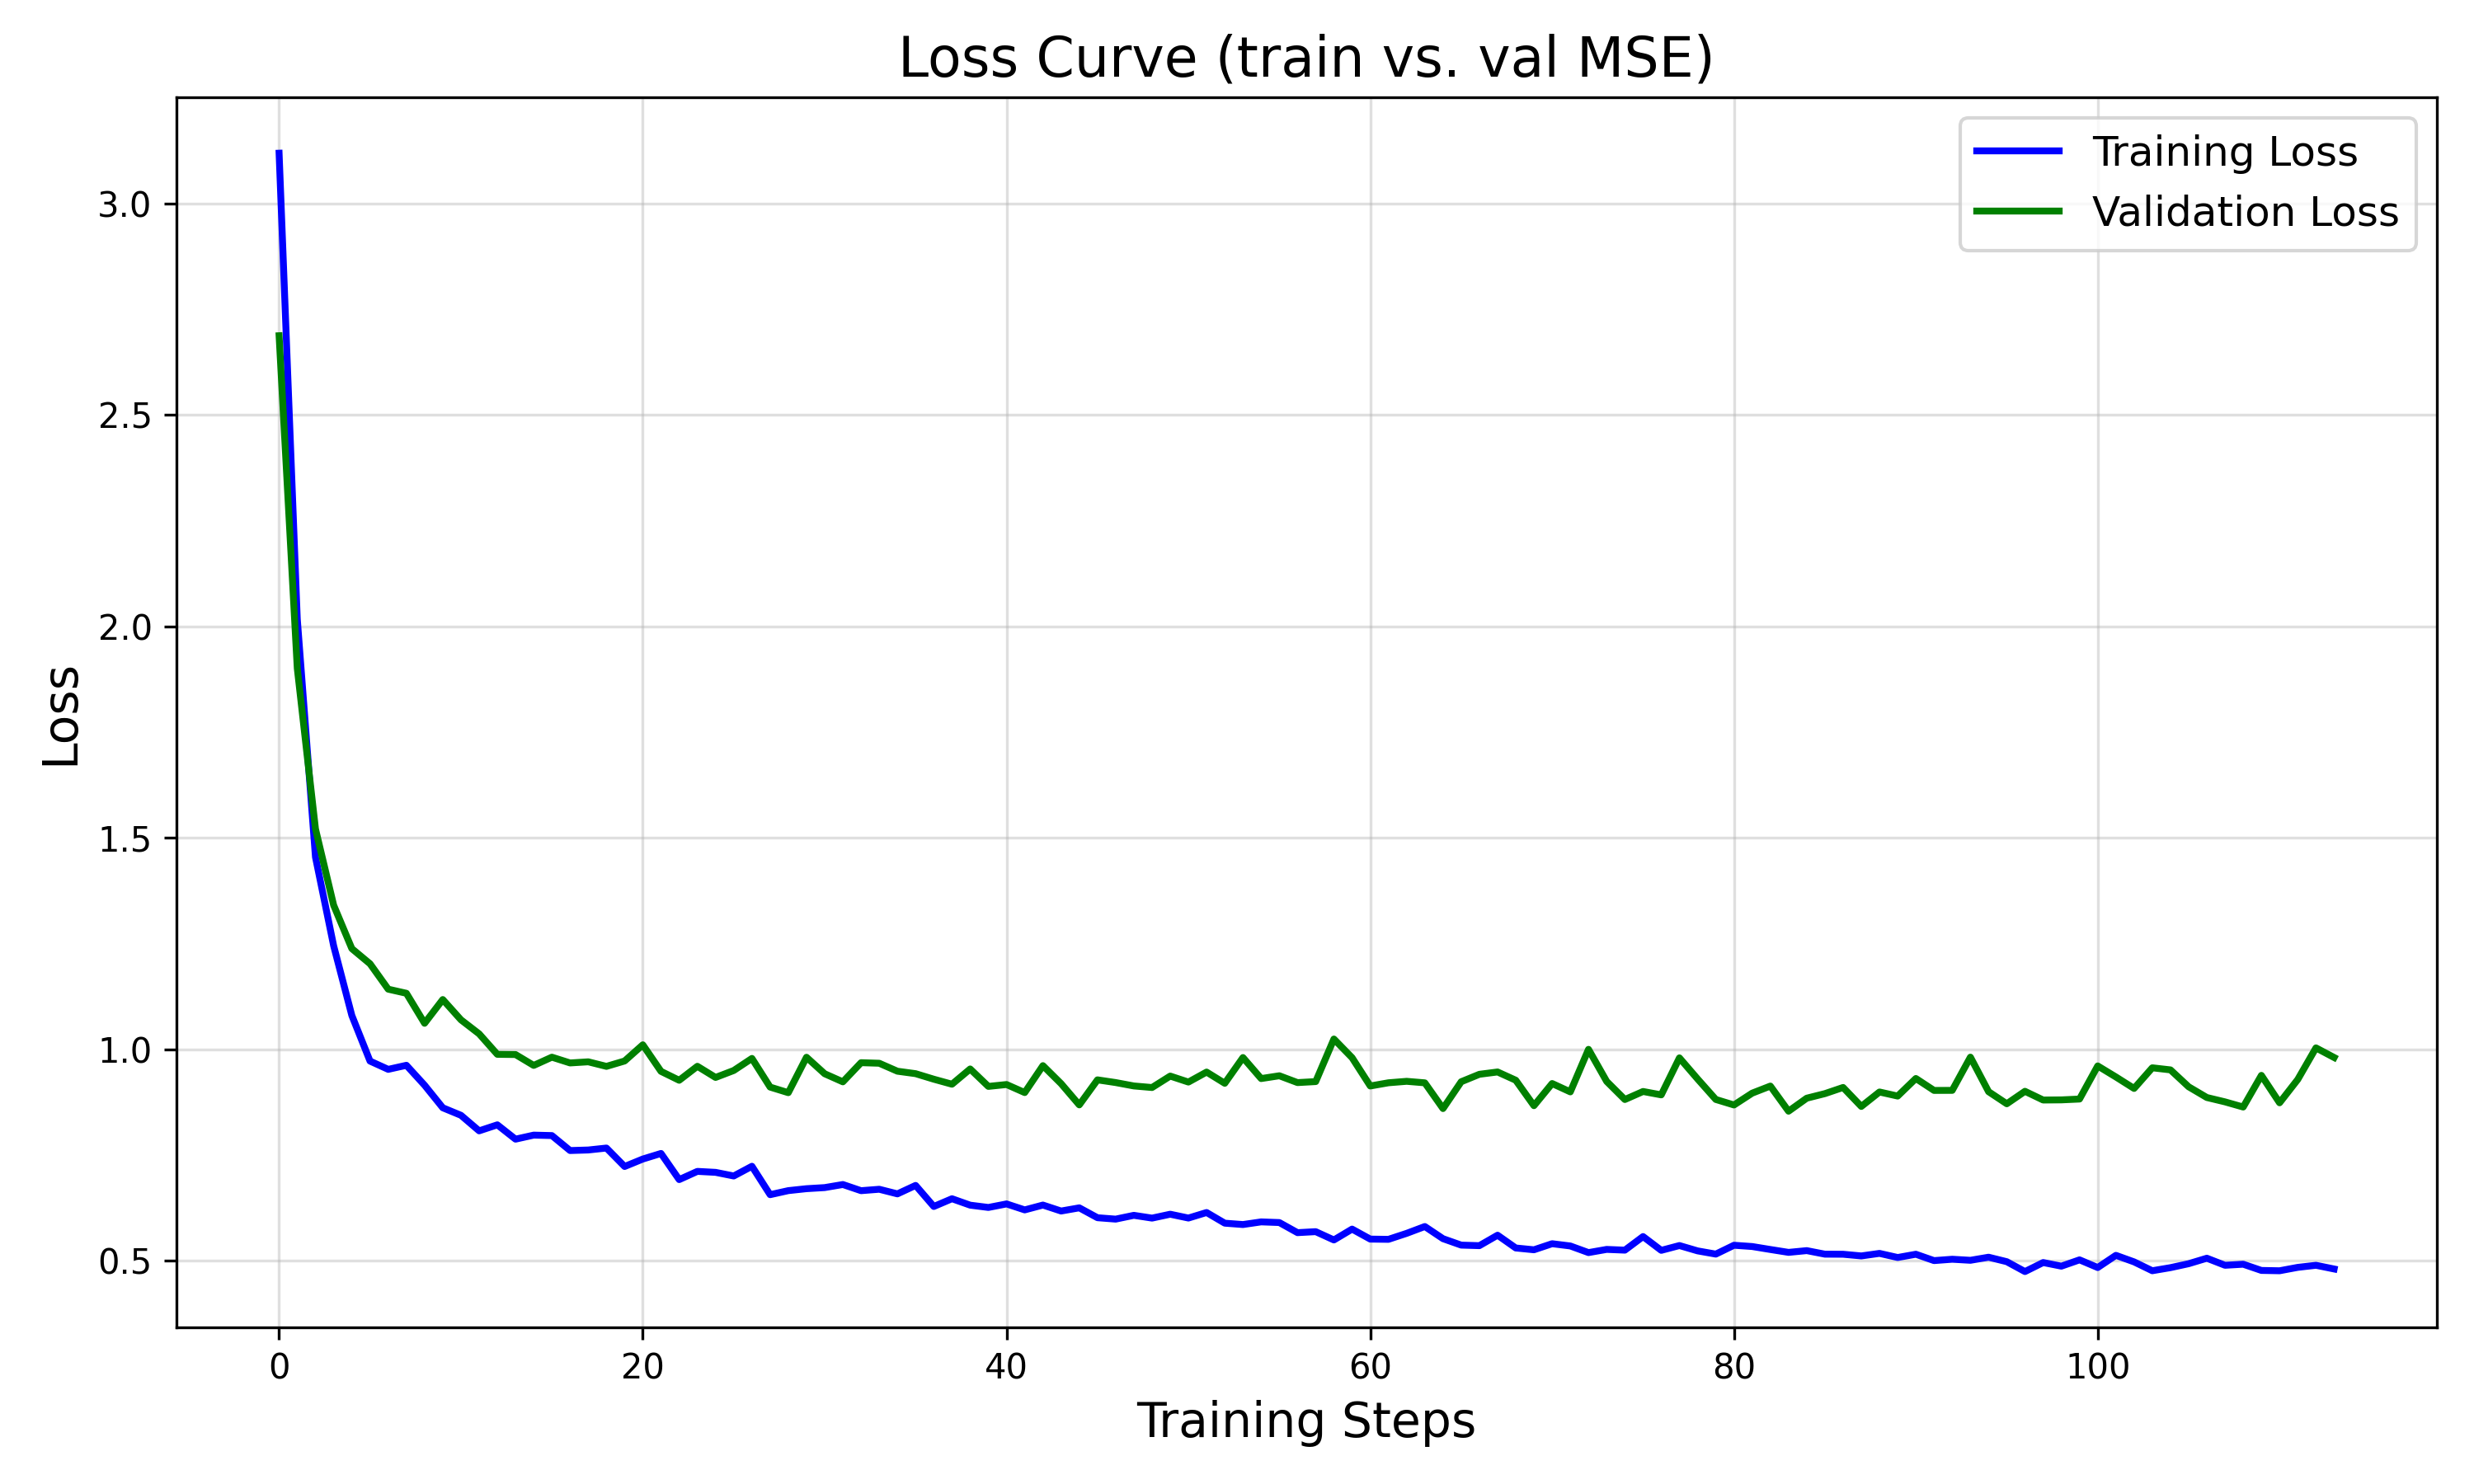 Loss Curve (train vs. val MSE)
Training Loss
Validation Loss
3.0
2.5
2.0
1.5
1.0
0.5
Loss
0 20 40 60 80 100
Training Steps